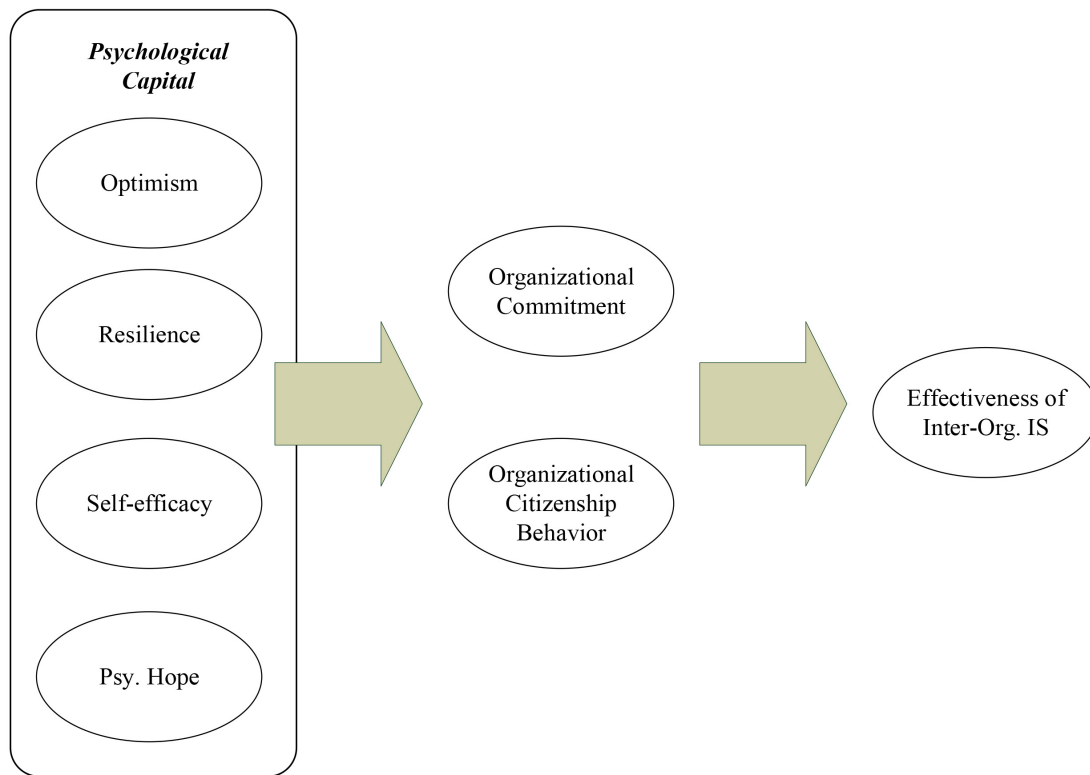 Psychological
Capital
Optimism
Resilience
Self-efficacy
Psy. Hope
Organizational
Commitment
Organizational
Citizenship
Behavior
Effectiveness of
Inter-Org. IS